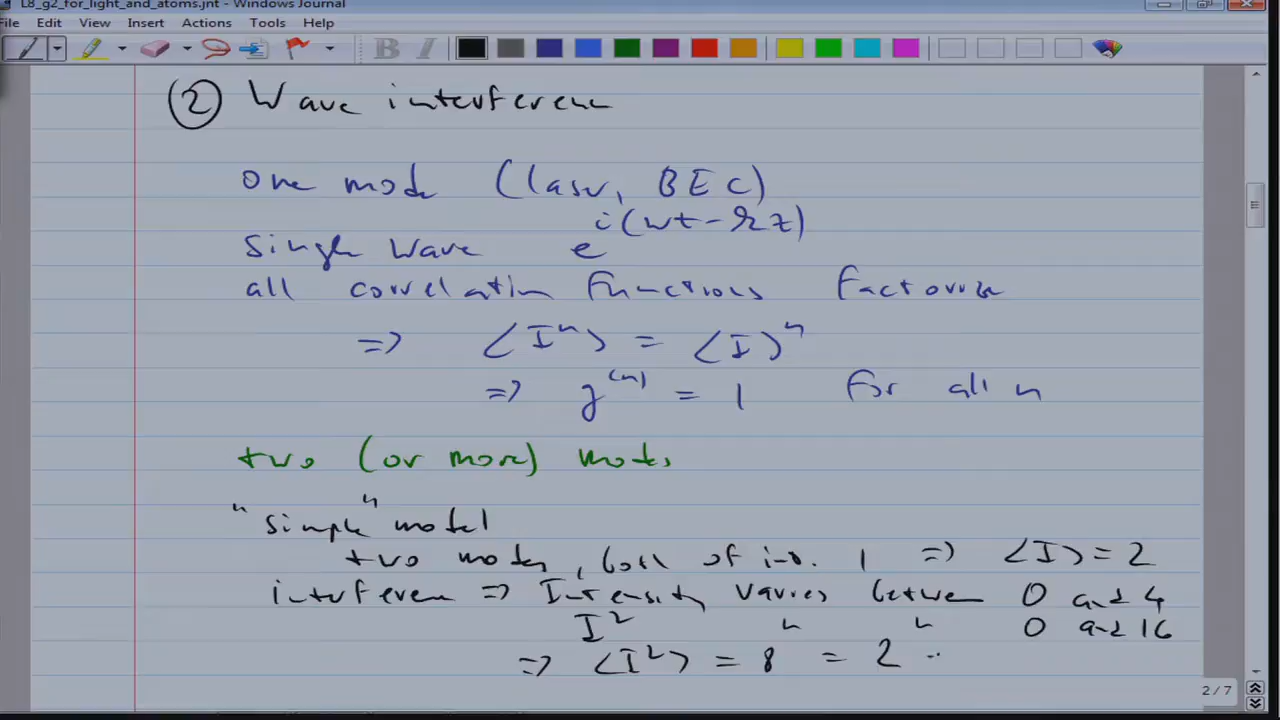 L8_g2_for_light_and_atoms.jnt - Windows Journal
File Edit View Insert Actions Tools Help
B I
② Wave interference
one mode (laser, BEC)
single wave e^{i(ωt-kz)}
all correlation functions factorize
=> ⟨I^n⟩ = ⟨I⟩^n
=> g^{(n)} = 1 for all n
two (or more) modes
"simple" model
two modes, both of int. 1 => ⟨I⟩ = 2
interference => Intensity varies between 0 and 4
I^2 " " 0 and 16
=> ⟨I^2⟩ = 8 = 2
2 / 7